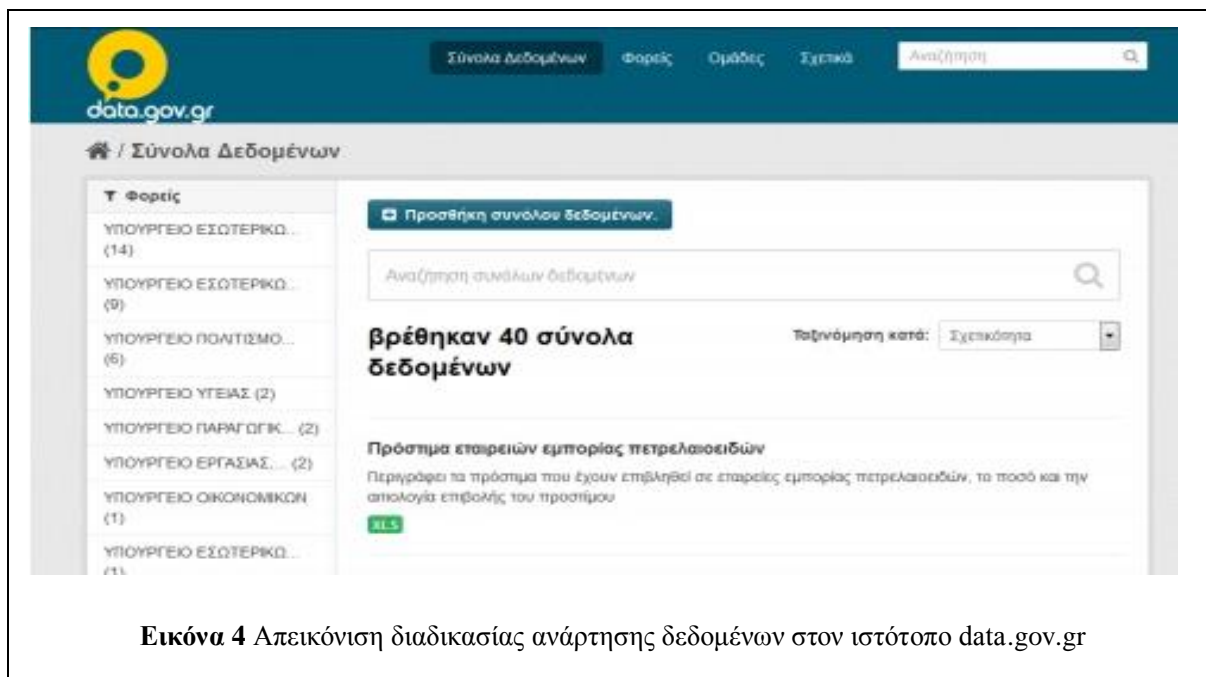 Σύνολα Δεδομένων Φορείς Ομάδες Σχετικά Αναζήτηση
data.gov.gr
/ Σύνολα Δεδομένων
Φορείς
ΥΠΟΥΡΓΕΙΟ ΕΣΩΤΕΡΙΚΩ...
(14)
ΥΠΟΥΡΓΕΙΟ ΕΣΩΤΕΡΙΚΩ...
(9)
ΥΠΟΥΡΓΕΙΟ ΠΟΛΙΤΙΣΜΟ...
(6)
ΥΠΟΥΡΓΕΙΟ ΥΓΕΙΑΣ (2)
ΥΠΟΥΡΓΕΙΟ ΠΑΡΑΓΩΓΙΚ... (2)
ΥΠΟΥΡΓΕΙΟ ΕΡΓΑΣΙΑΣ,... (2)
ΥΠΟΥΡΓΕΙΟ ΟΙΚΟΝΟΜΙΚΩΝ
(1)
ΥΠΟΥΡΓΕΙΟ ΕΣΩΤΕΡΙΚΩ...
(1)
Προσθήκη συνόλου δεδομένων.
Αναζήτηση συνόλων δεδομένων
βρέθηκαν 40 σύνολα
δεδομένων
Ταξινόμηση κατά: Σχετικότητα
Πρόστιμα εταιρειών εμπορίας πετρελαιοειδών
Περιγράφει τα πρόστιμα που έχουν επιβληθεί σε εταιρείες εμπορίας πετρελαιοειδών, το ποσό και την
αιτιολογία επιβολής του προστίμου
XLS
Εικόνα 4 Απεικόνιση διαδικασίας ανάρτησης δεδομένων στον ιστότοπο data.gov.gr